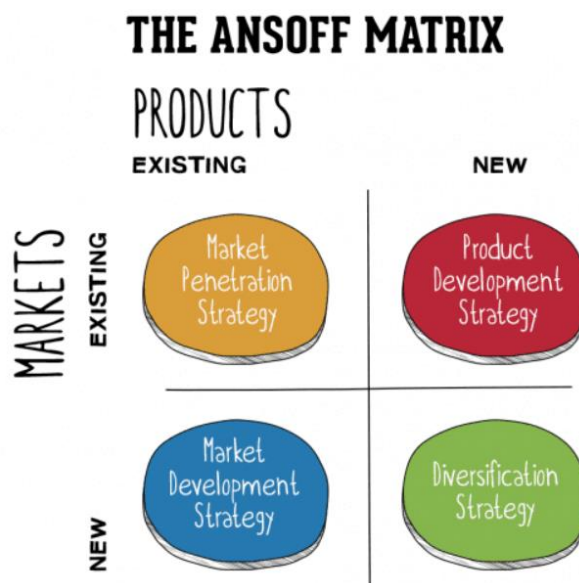 THE ANSOFF MATRIX
PRODUCTS
EXISTING NEW
MARKETS
EXISTING
Market
Penetration
Strategy
Product
Development
Strategy
NEW
Market
Development
Strategy
Diversification
Strategy